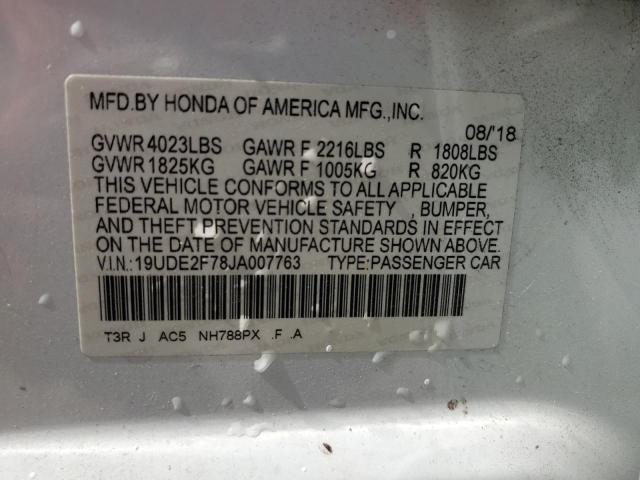 MFD.BY HONDA OF AMERICA MFG.,INC.
08/'18
GVWR 4023LBS GAWR F 2216LBS R 1808LBS
GVWR 1825KG GAWR F 1005KG R 820KG
THIS VEHICLE CONFORMS TO ALL APPLICABLE
FEDERAL MOTOR VEHICLE SAFETY , BUMPER,
AND THEFT PREVENTION STANDARDS IN EFFECT
ON THE DATE OF MANUFACTURE SHOWN ABOVE.
V.I.N.:19UDE2F78JA007763 TYPE:PASSENGER CAR
T3R J AC5 NH788PX .F .A